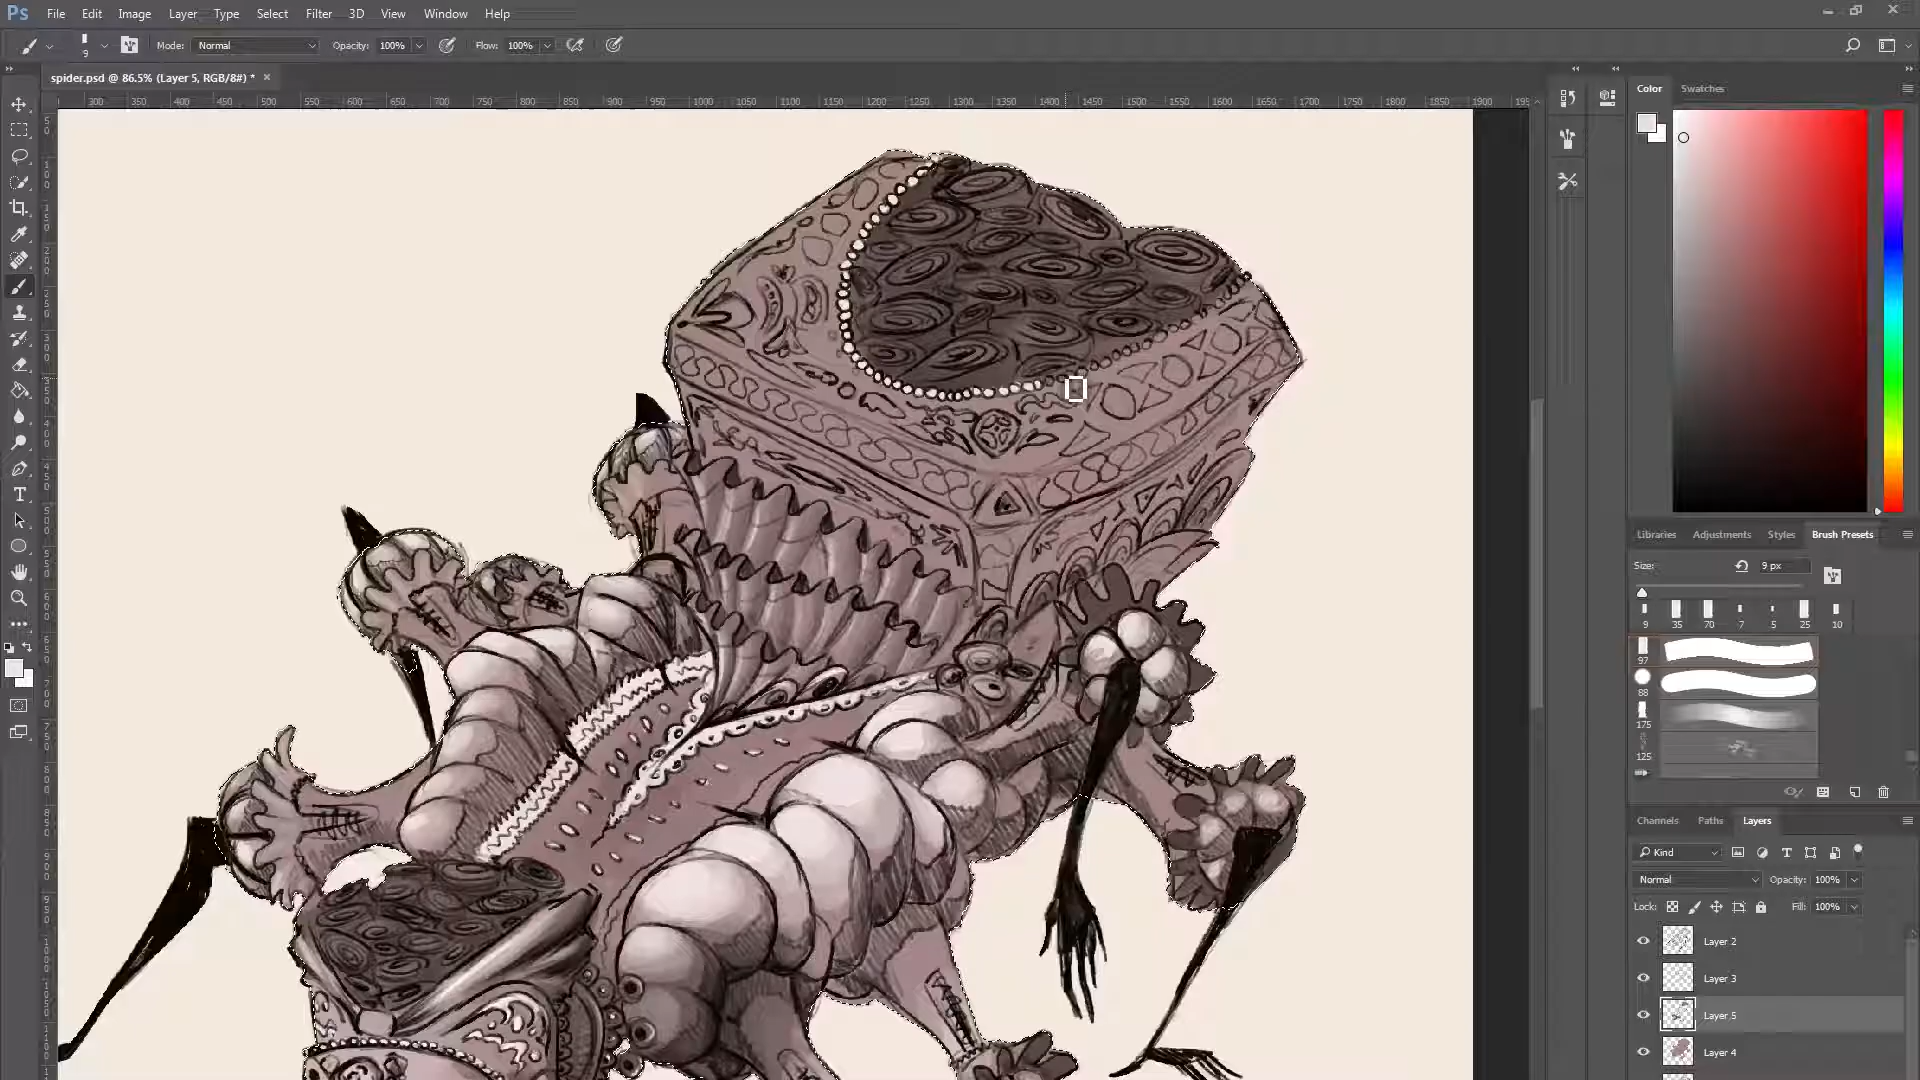 Ps File Edit Image Layer Type Select Filter 3D View Window Help
9 Mode: Normal Opacity: 100% Flow: 100%
spider.psd @ 86.5% (Layer 5, RGB/8#) * ×
300 350 400 450 500 550 600 650 700 750 800 850 900 950 1000 1050 1100 1150 1200 1250 1300 1350 1400 1450 1500 1550 1600 1650 1700 1750 1800 1850 1900 195
Color Swatches
Libraries Adjustments Styles Brush Presets
Size: 9 px
9 35 70 7 5 25 10
97
88
175
125
Channels Paths Layers
Kind
Normal Opacity: 100%
Lock: Fill: 100%
Layer 2
Layer 3
Layer 5
Layer 4